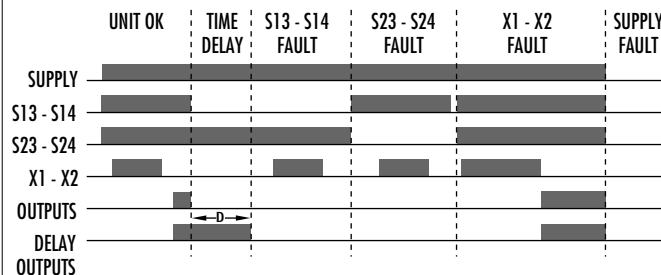 UNIT OK
TIME
DELAY
S13 - S14
FAULT
S23 - S24
FAULT
X1 - X2
FAULT
SUPPLY
FAULT
SUPPLY
S13 - S14
S23 - S24
X1 - X2
OUTPUTS
D
DELAY
OUTPUTS